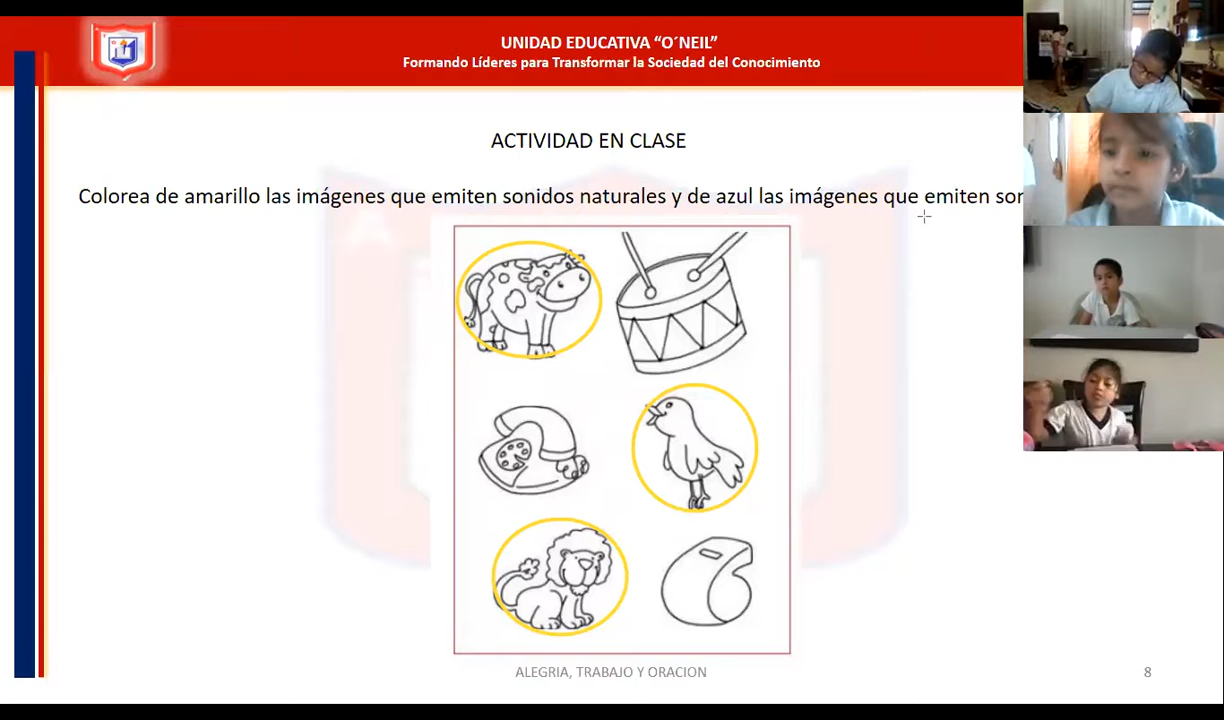 UNIDAD EDUCATIVA “O´NEIL”
Formando Líderes para Transformar la Sociedad del Conocimiento
ACTIVIDAD EN CLASE
Colorea de amarillo las imágenes que emiten sonidos naturales y de azul las imágenes que emiten
ALEGRIA, TRABAJO Y ORACION
8